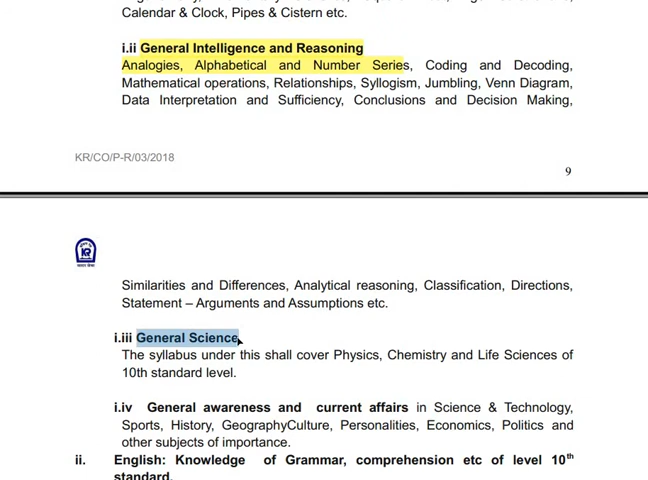 Calendar & Clock, Pipes & Cistern etc.
i.ii General Intelligence and Reasoning
Analogies, Alphabetical and Number Series, Coding and Decoding,
Mathematical operations, Relationships, Syllogism, Jumbling, Venn Diagram,
Data Interpretation and Sufficiency, Conclusions and Decision Making,
KR/CO/P-R/03/2018
9
KR
Similarities and Differences, Analytical reasoning, Classification, Directions,
Statement – Arguments and Assumptions etc.
i.iii General Science
The syllabus under this shall cover Physics, Chemistry and Life Sciences of
10th standard level.
i.iv General awareness and current affairs in Science & Technology,
Sports, History, GeographyCulture, Personalities, Economics, Politics and
other subjects of importance.
ii. English: Knowledge of Grammar, comprehension etc of level 10th
standard.